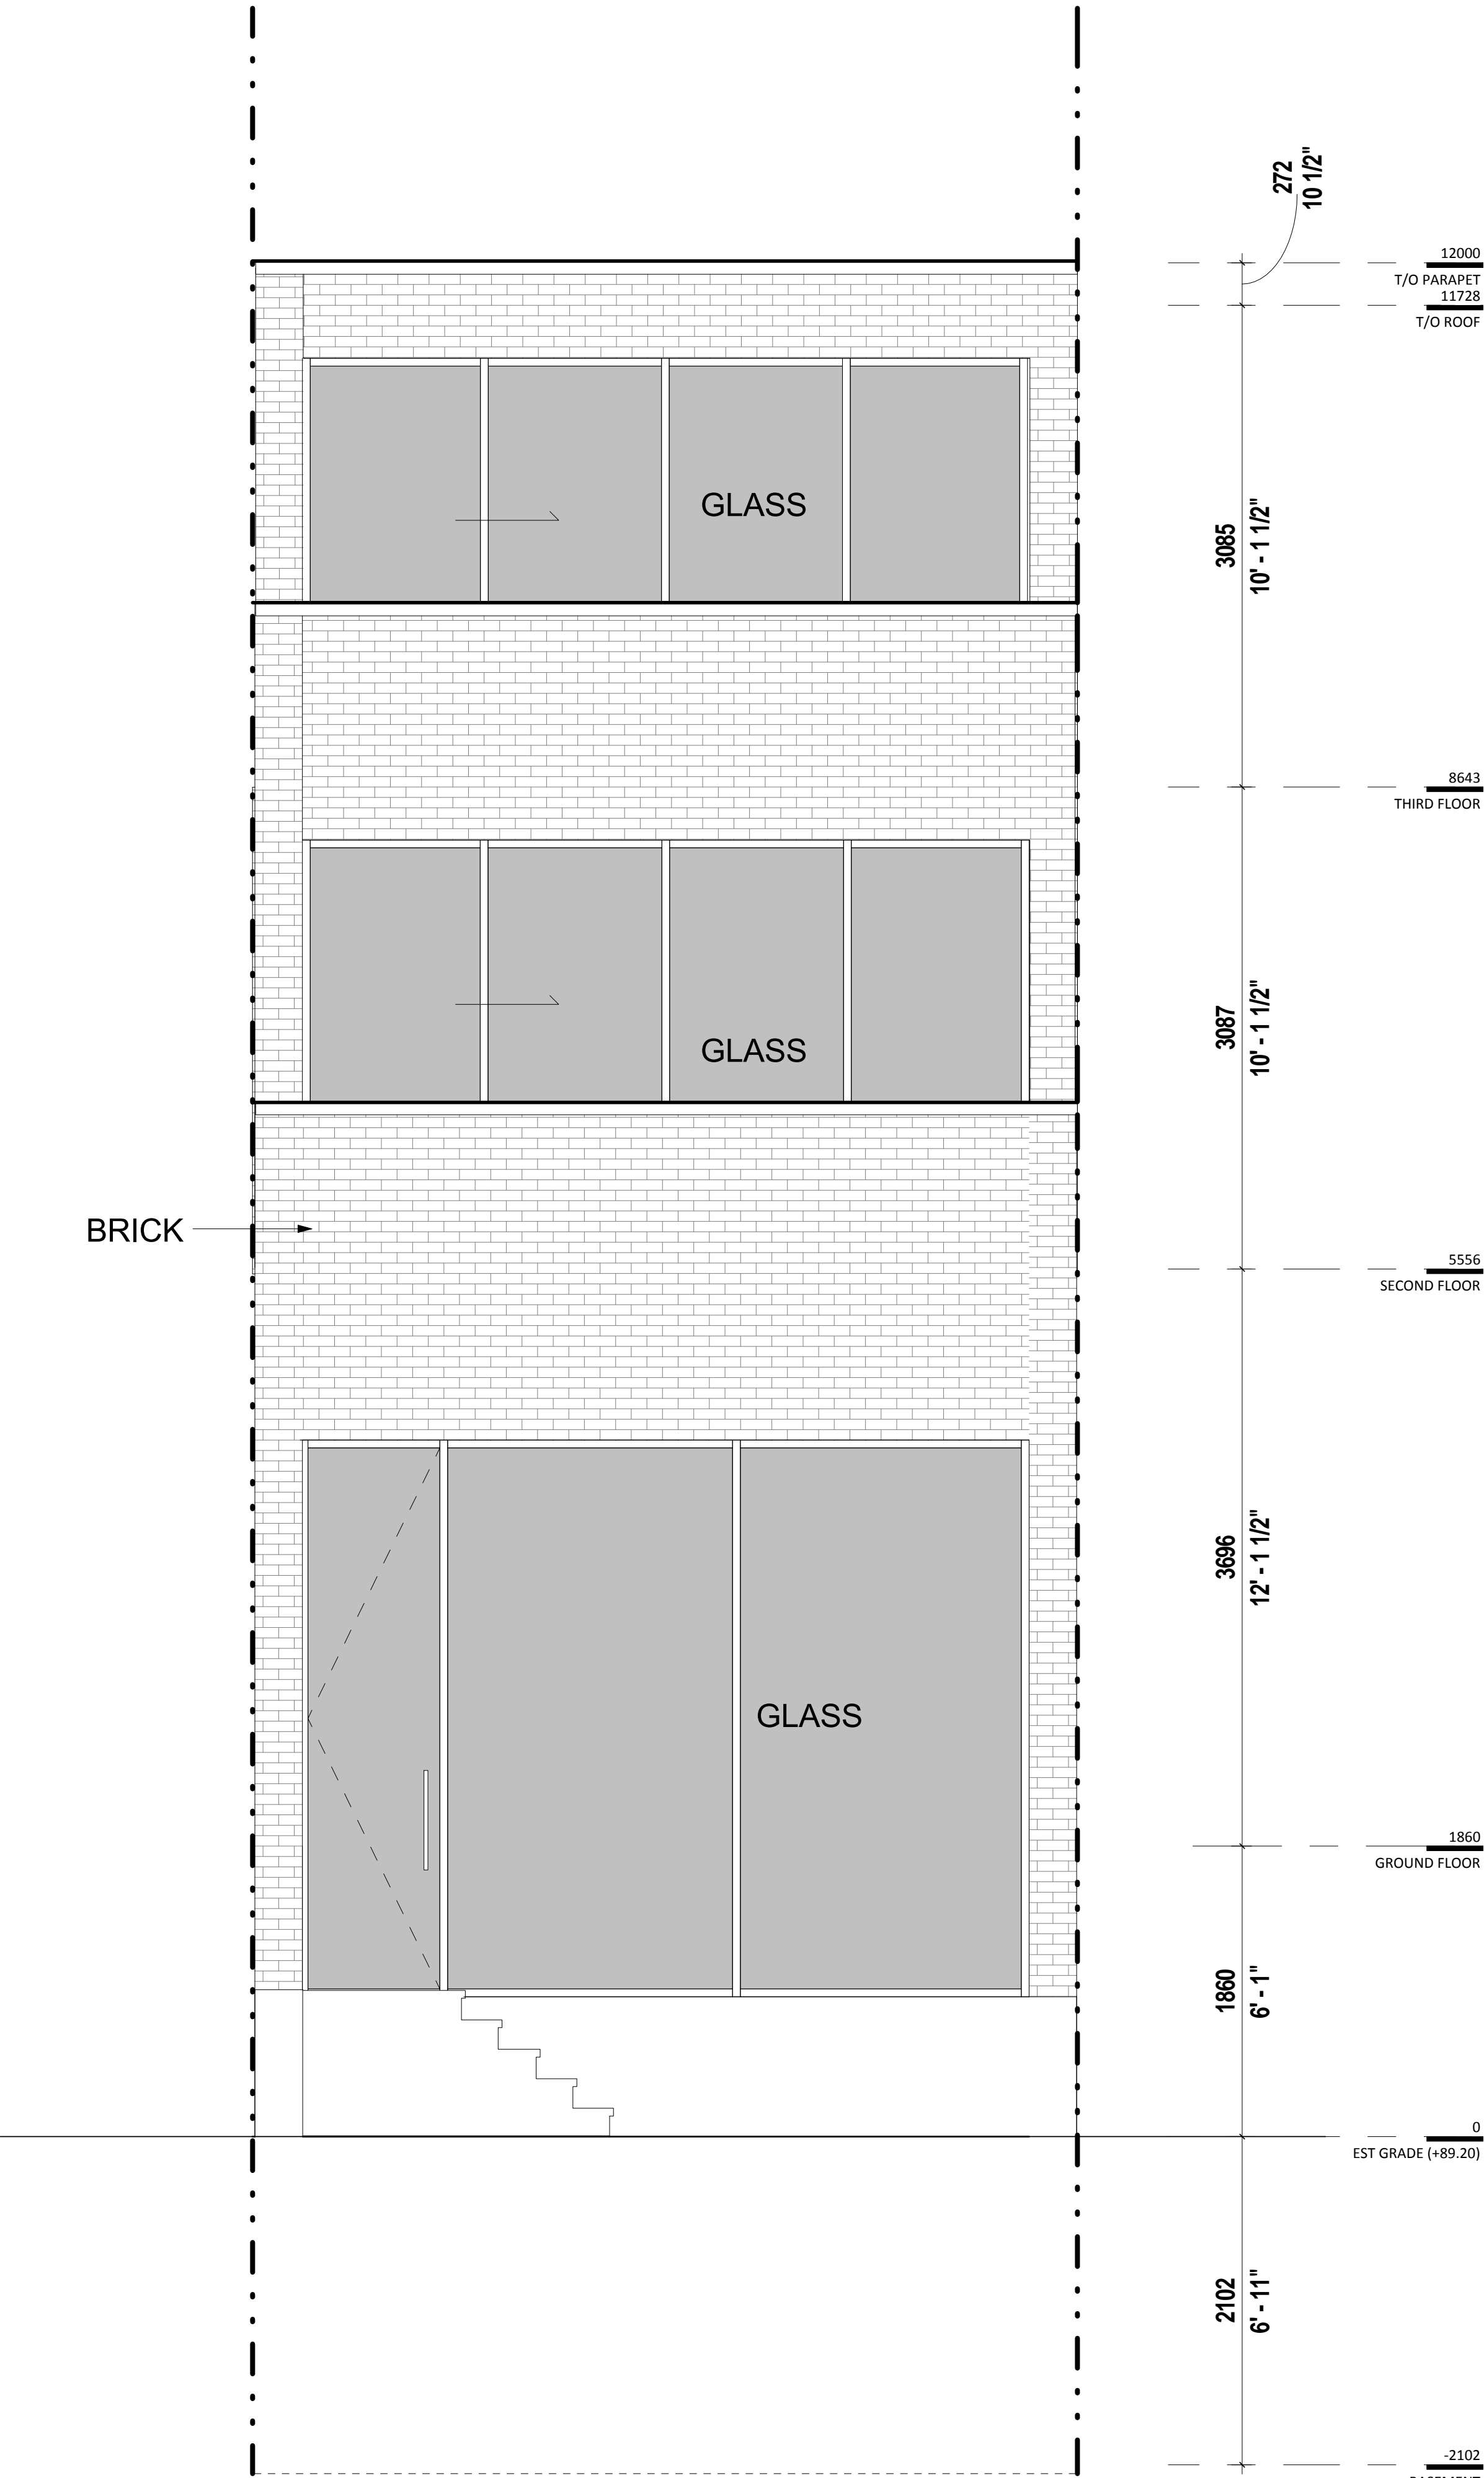 272
10 1/2"
12000
T/O PARAPET
11728
T/O ROOF
GLASS
3085
10' - 1 1/2"
8643
THIRD FLOOR
GLASS
3087
10' - 1 1/2"
BRICK
5556
SECOND FLOOR
3696
12' - 1 1/2"
GLASS
1860
GROUND FLOOR
1860
6' - 1"
0
EST GRADE (+89.20)
2102
6' - 11"
-2102
BASEMENT